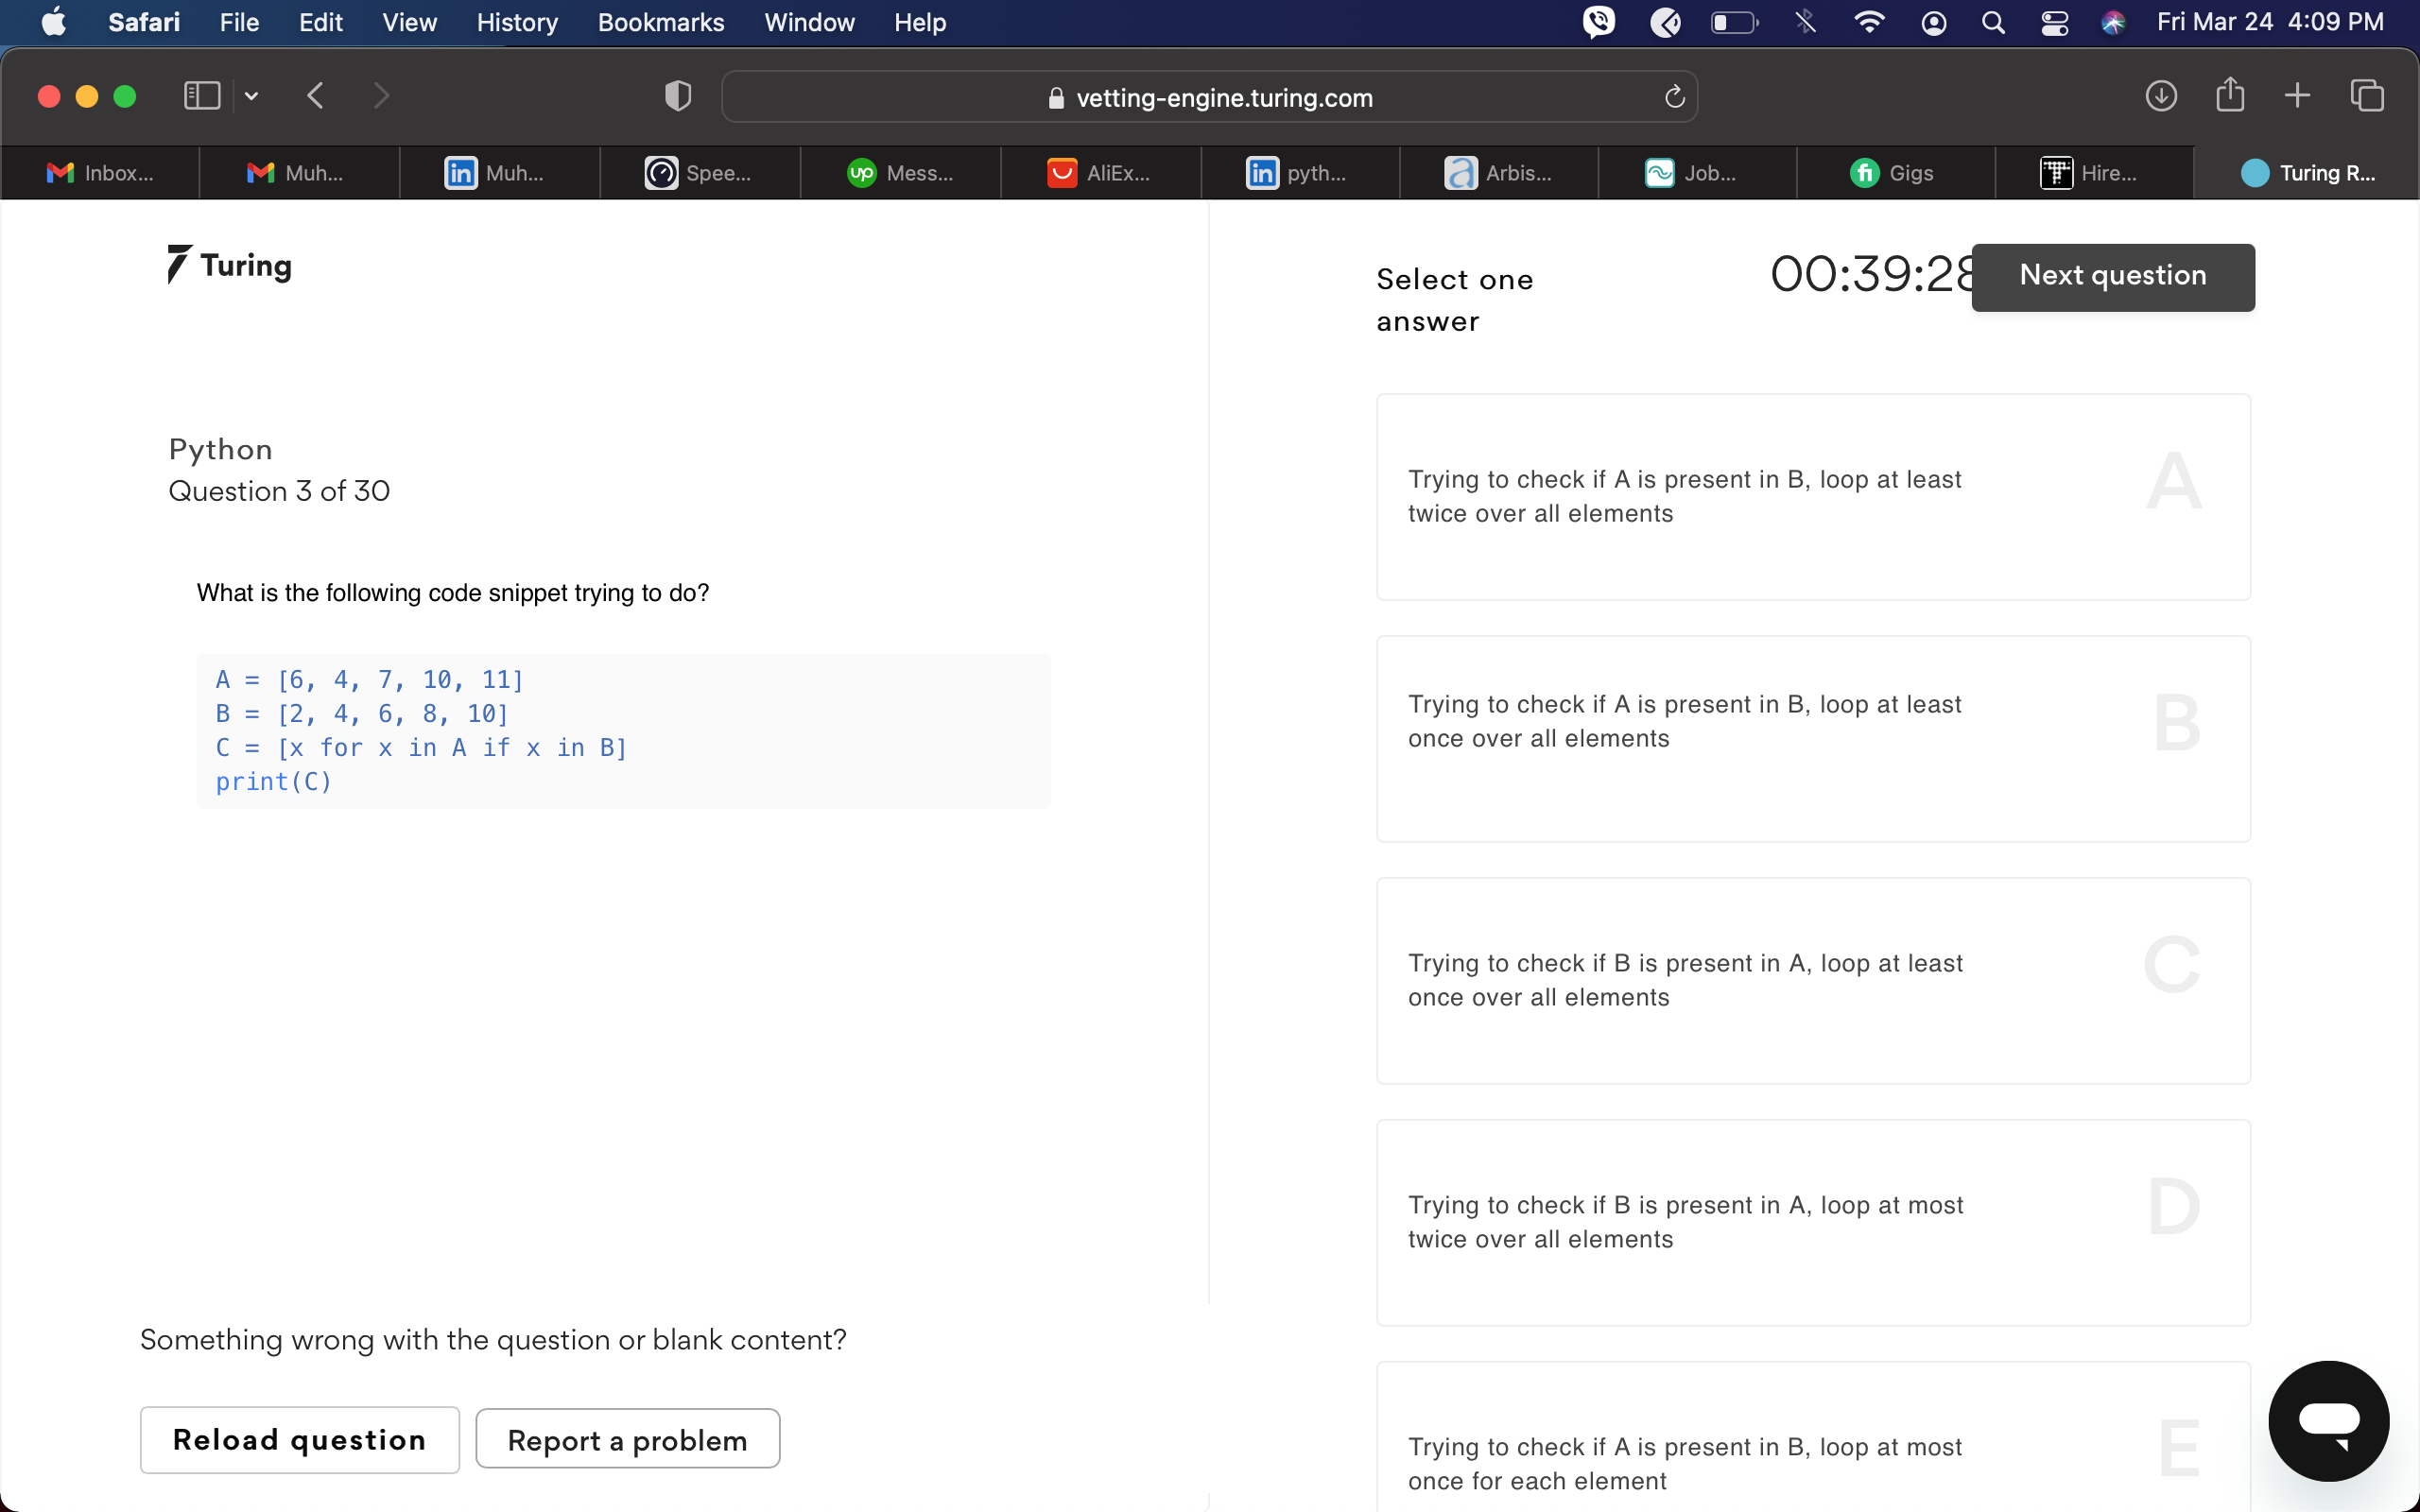 Safari File Edit View History Bookmarks Window Help Fri Mar 24 4:09 PM
vetting-engine.turing.com
Inbox... Muh... Muh... Spee... Mess... AliEx... pyth... Arbis... Job... Gigs Hire... Turing R...
Turing
Python
Question 3 of 30
What is the following code snippet trying to do?
A = [6, 4, 7, 10, 11]
B = [2, 4, 6, 8, 10]
C = [x for x in A if x in B]
print(C)
Something wrong with the question or blank content?
Reload question Report a problem
Select one
answer
00:39:28
Next question
Trying to check if A is present in B, loop at least
twice over all elements
A
Trying to check if A is present in B, loop at least
once over all elements
B
Trying to check if B is present in A, loop at least
once over all elements
C
Trying to check if B is present in A, loop at most
twice over all elements
D
Trying to check if A is present in B, loop at most
once for each element
E